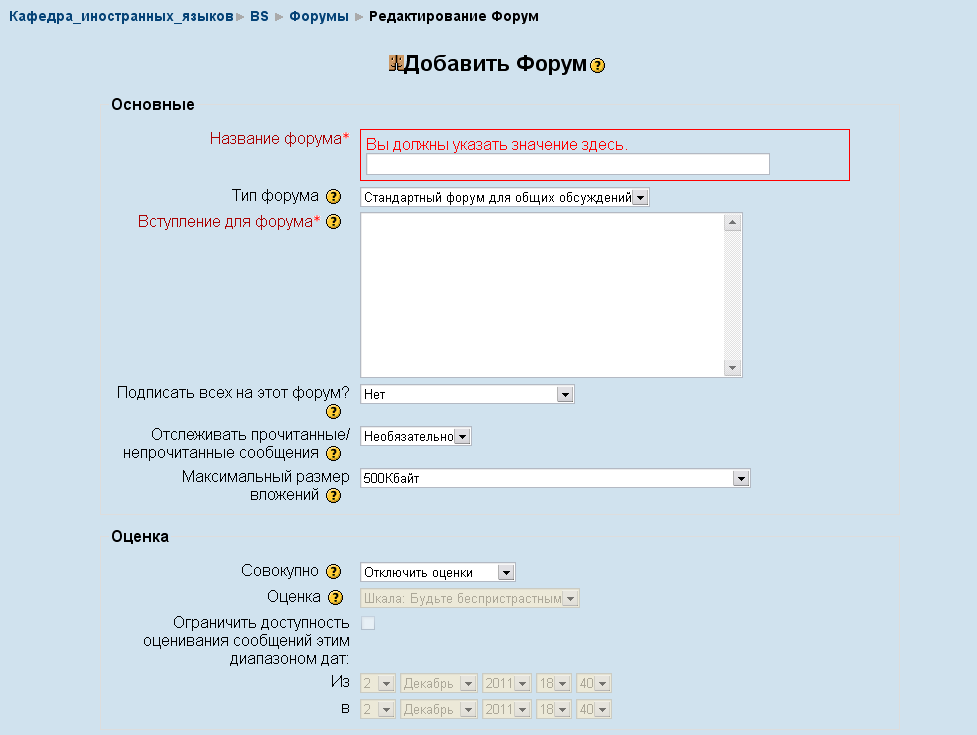 Кафедра_иностранных_языков ► BS ► Форумы ► Редактирование Форум
Добавить Форум ?
Основные
Название форума*
Вы должны указать значение здесь.
Тип форума ? Стандартный форум для общих обсуждений
Вступление для форума* ?
Подписать всех на этот форум? Нет
?
Отслеживать прочитанные/ Необязательно
непрочитанные сообщения ?
Максимальный размер 500Кбайт
вложений ?
Оценка
Совокупно ? Отключить оценки
Оценка ? Шкала: Будьте беспристрастным
Ограничить доступность
оценивания сообщений этим
диапазоном дат:
Из 2 Декабрь 2011 18 40
в 2 Декабрь 2011 18 40